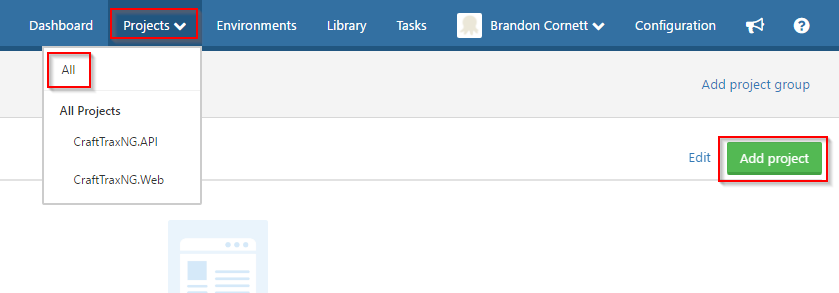 Dashboard Projects Environments Library Tasks Brandon Cornett Configuration
All
Add project group
All Projects
CraftTraxNG.API
Edit Add project
CraftTraxNG.Web